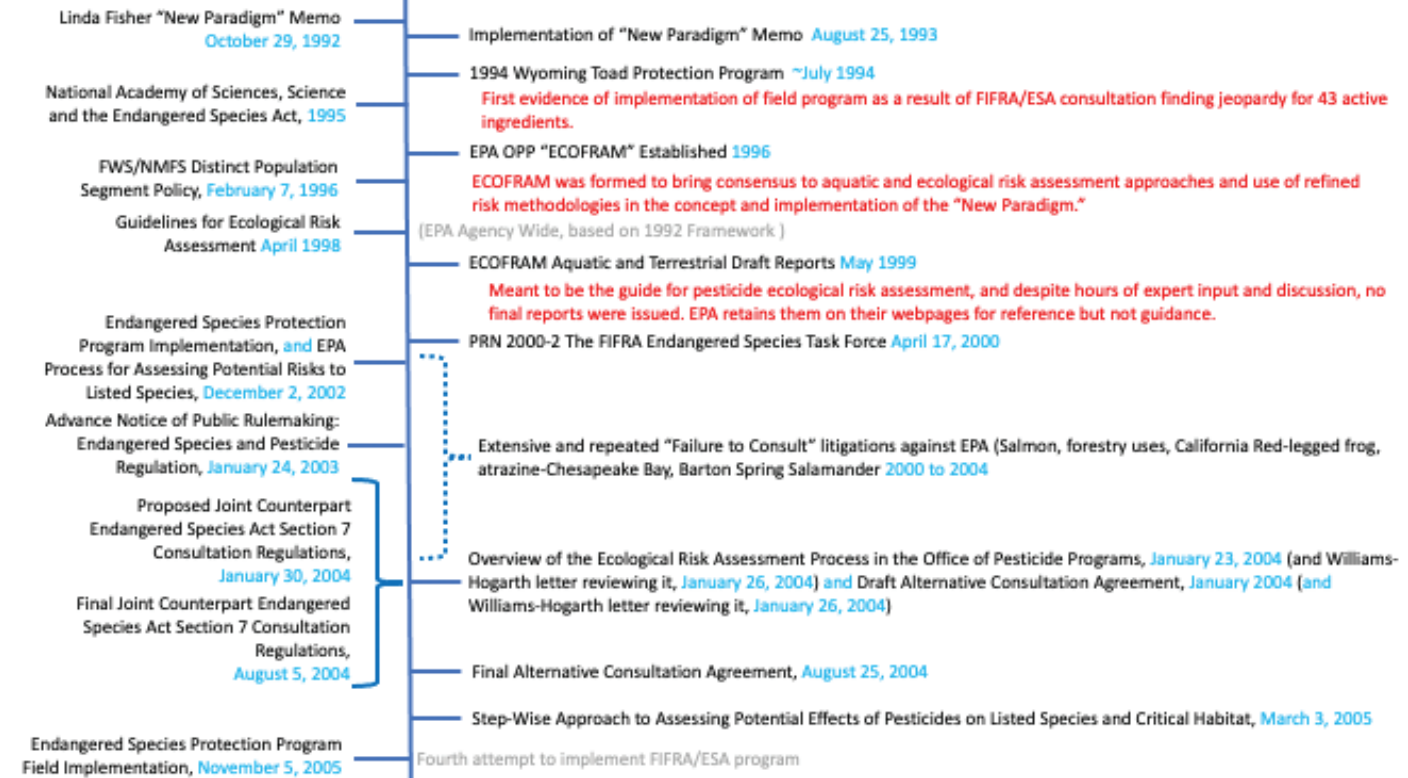 Linda Fisher “New Paradigm” Memo
October 29, 1992
Implementation of “New Paradigm” Memo August 25, 1993
1994 Wyoming Toad Protection Program ~July 1994
First evidence of implementation of field program as a result of FIFRA/ESA consultation finding jeopardy for 43 active
ingredients.
National Academy of Sciences, Science
and the Endangered Species Act, 1995
EPA OPP “ECOFRAM” Established 1996
ECOFRAM was formed to bring consensus to aquatic and ecological risk assessment approaches and use of refined
risk methodologies in the concept and implementation of the “New Paradigm.”
FWS/NMFS Distinct Population
Segment Policy, February 7, 1996
Guidelines for Ecological Risk
Assessment April 1998
(EPA Agency Wide, based on 1992 Framework )
ECOFRAM Aquatic and Terrestrial Draft Reports May 1999
Meant to be the guide for pesticide ecological risk assessment, and despite hours of expert input and discussion, no
final reports were issued. EPA retains them on their webpages for reference but not guidance.
PRN 2000-2 The FIFRA Endangered Species Task Force April 17, 2000
Endangered Species Protection
Program Implementation, and EPA
Process for Assessing Potential Risks to
Listed Species, December 2, 2002
Advance Notice of Public Rulemaking:
Endangered Species and Pesticide
Regulation, January 24, 2003
Extensive and repeated “Failure to Consult” litigations against EPA (Salmon, forestry uses, California Red-legged frog,
atrazine-Chesapeake Bay, Barton Spring Salamander 2000 to 2004
Proposed Joint Counterpart
Endangered Species Act Section 7
Consultation Regulations,
January 30, 2004
Final Joint Counterpart Endangered
Species Act Section 7 Consultation
Regulations,
August 5, 2004
Overview of the Ecological Risk Assessment Process in the Office of Pesticide Programs, January 23, 2004 (and Williams-
Hogarth letter reviewing it, January 26, 2004) and Draft Alternative Consultation Agreement, January 2004 (and
Williams-Hogarth letter reviewing it, January 26, 2004)
Final Alternative Consultation Agreement, August 25, 2004
Step-Wise Approach to Assessing Potential Effects of Pesticides on Listed Species and Critical Habitat, March 3, 2005
Endangered Species Protection Program
Field Implementation, November 5, 2005
Fourth attempt to implement FIFRA/ESA program